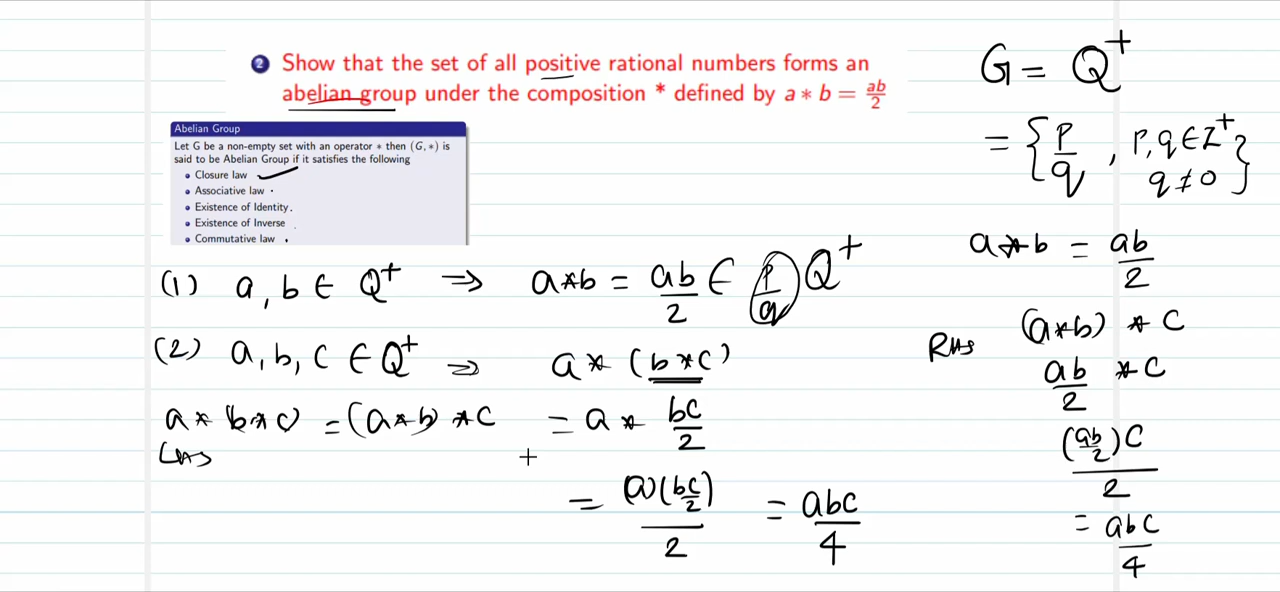 2 Show that the set of all positive rational numbers forms an
abelian group under the composition * defined by a * b = ab/2
Abelian Group
Let G be a non-empty set with an operator * then (G, *) is
said to be Abelian Group if it satisfies the following
• Closure law
• Associative law
• Existence of Identity.
• Existence of Inverse
• Commutative law
G = Q⁺
= { p/q , p, q ∈ Z⁺
q ≠ 0 }
a * b = ab/2
(1) a, b ∈ Q⁺ ⇒ a*b = ab/2 ∈ p/q Q⁺
(2) a, b, c ∈ Q⁺ ⇒ a * (b * c)
a * (b * c) = (a * b) * c = a * bc/2
LHS
= (a)(bc/2)/2 = abc/4
RHS (a*b) * c
ab/2 * c
(ab/2)c/2
= abc/4